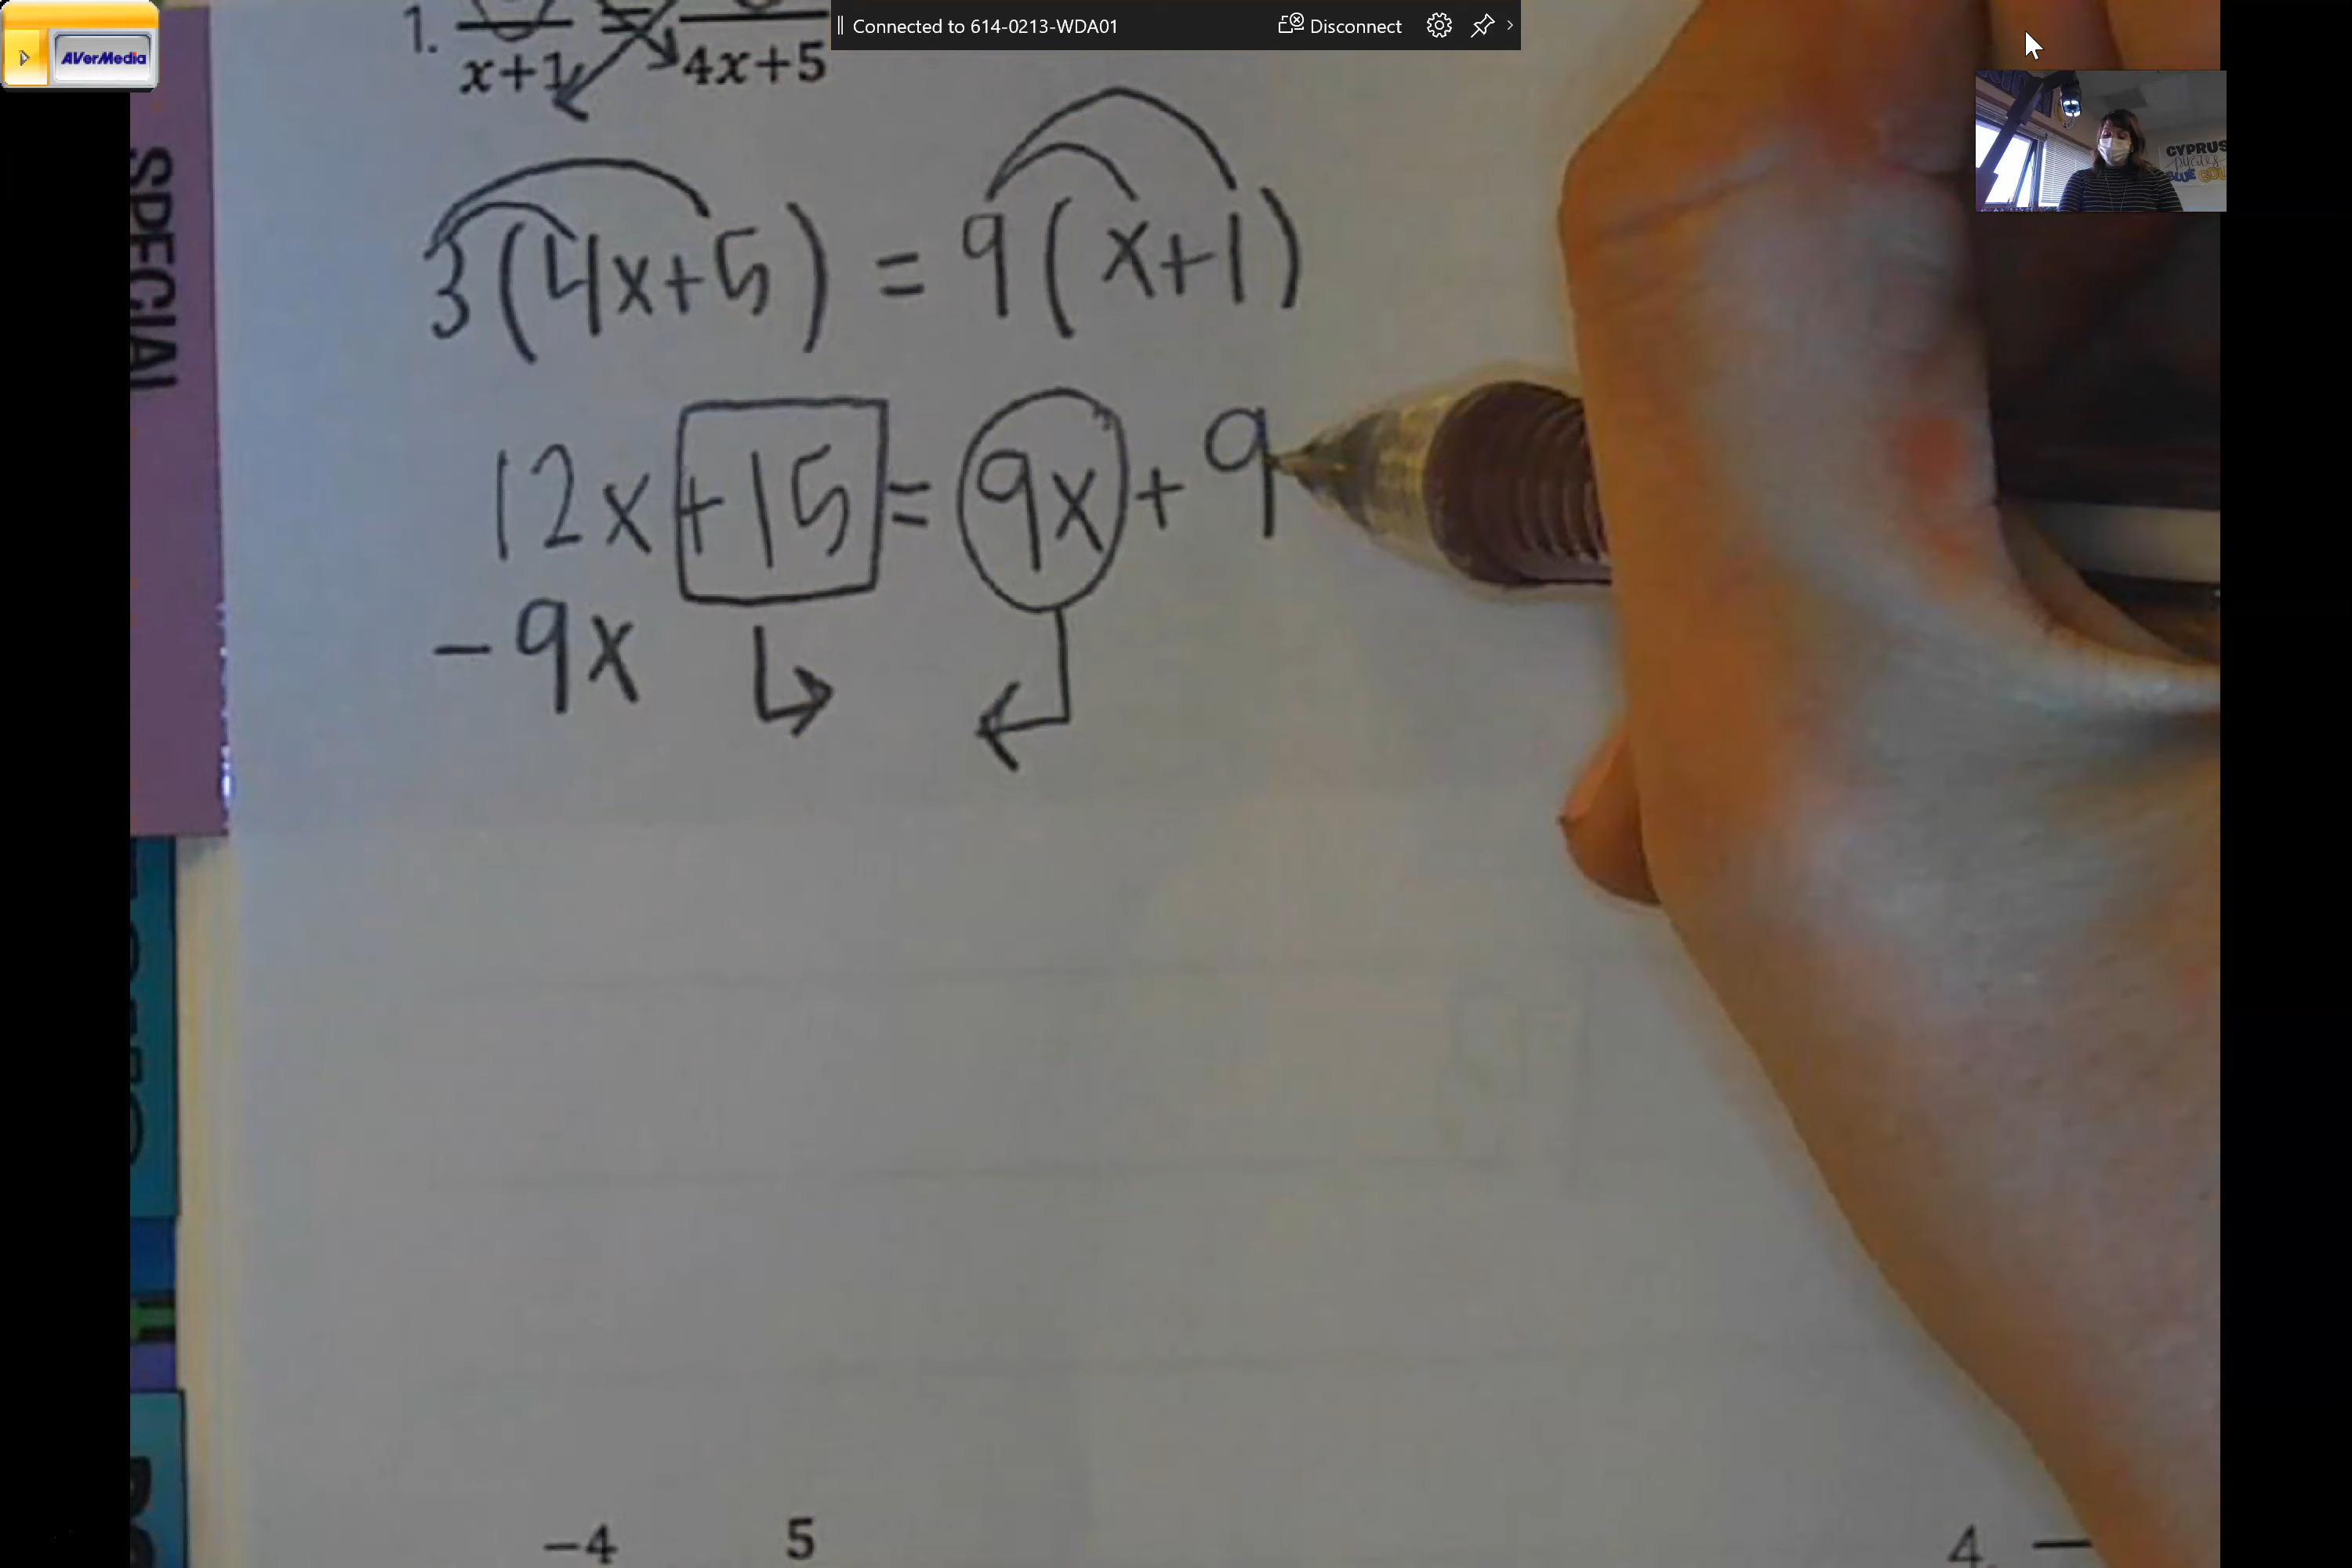 AVerMedia
Connected to 614-0213-WDA01 Disconnect
CYPRUS
1.
x+1 = 4x+5
SPECIAL
3(4x+5) = 9(x+1)
12x +15 = 9x + 9
-9x
-4 5
4. —